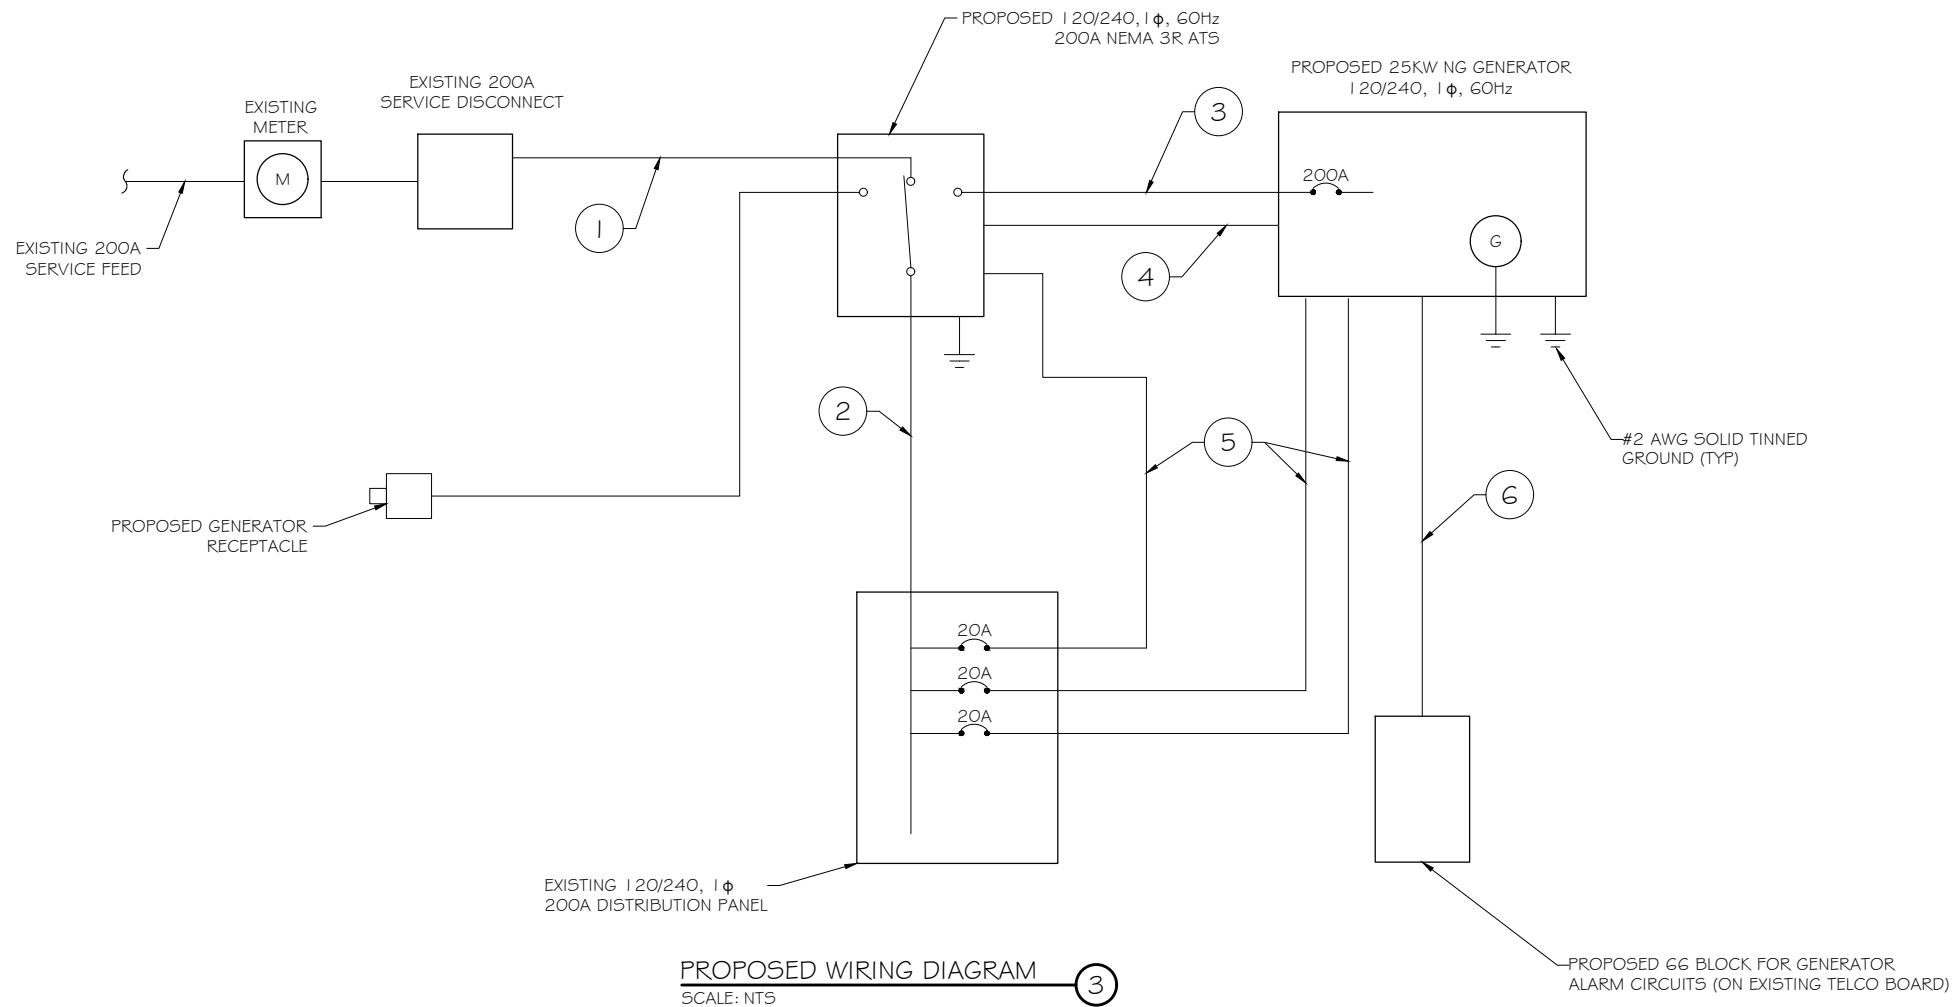 PROPOSED 120/240, 1ϕ, 60Hz
200A NEMA 3R ATS
EXISTING 200A
SERVICE DISCONNECT
PROPOSED 25KW NG GENERATOR
120/240, 1ϕ, 60Hz
EXISTING
METER
M
3
200A
1
G
EXISTING 200A
SERVICE FEED
4
2
5
#2 AWG SOLID TINNED
GROUND (TYP)
6
PROPOSED GENERATOR
RECEPTACLE
20A
20A
20A
EXISTING 120/240, 1ϕ
200A DISTRIBUTION PANEL
PROPOSED 66 BLOCK FOR GENERATOR
ALARM CIRCUITS (ON EXISTING TELCO BOARD)
PROPOSED WIRING DIAGRAM
3
SCALE: NTS